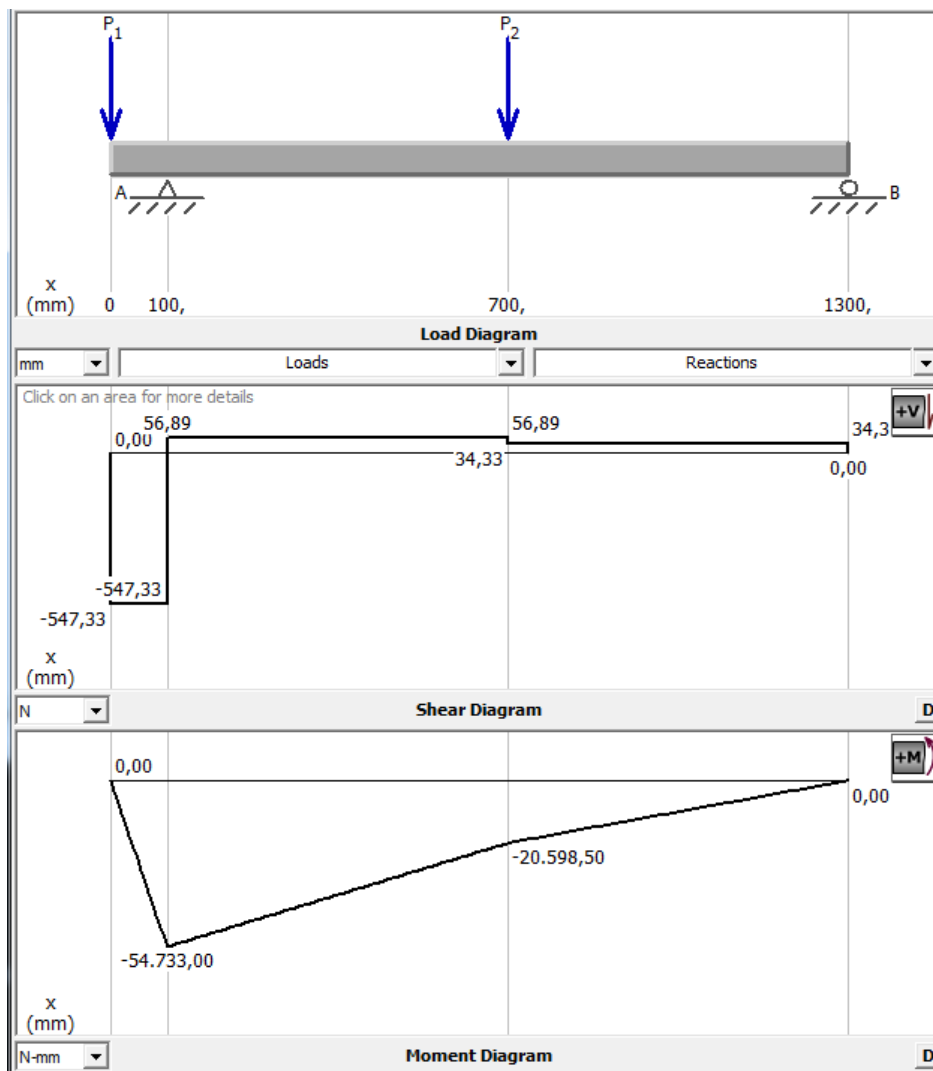 P1 P2
A B
x
(mm) 0 100, 700, 1300,
Load Diagram
mm Loads Reactions
Click on an area for more details
+V
0,00 56,89 56,89 34,3
34,33 0,00
-547,33
-547,33
x
(mm)
N Shear Diagram D
+M
0,00
0,00
-20.598,50
-54.733,00
x
(mm)
N-mm Moment Diagram D